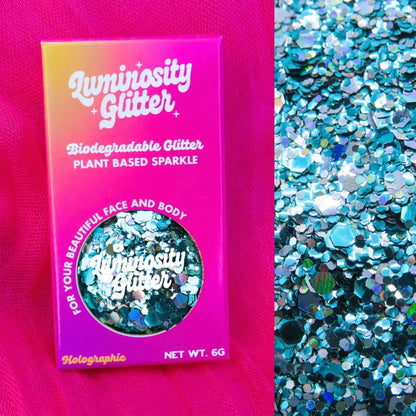 Luminosity
Glitter
Biodegradable Glitter
PLANT BASED SPARKLE
FOR YOUR BEAUTIFUL FACE AND BODY
Luminosity
Glitter
Holographic
NET WT. 6G